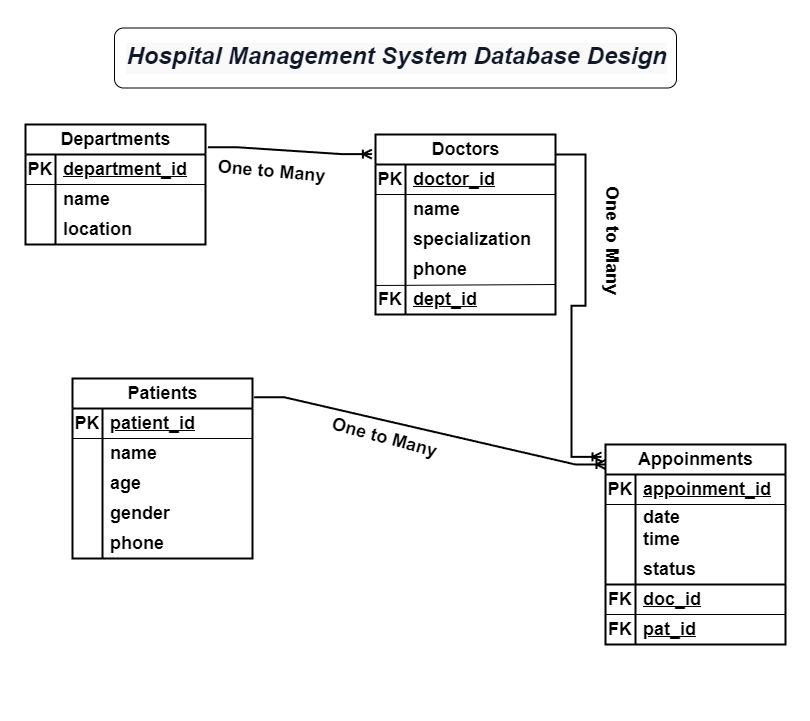 Hospital Management System Database Design
Departments
PK department_id
name
location
One to Many
Doctors
PK doctor_id
name
specialization
phone
FK dept_id
One to Many
Patients
PK patient_id
name
age
gender
phone
One to Many
Appoinments
PK appoinment_id
date
time
status
FK doc_id
FK pat_id